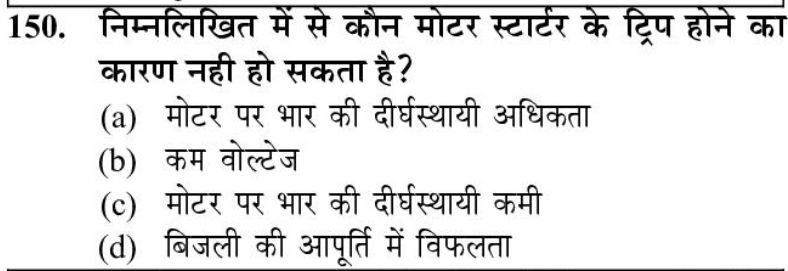 150. निम्नलिखित में से कौन मोटर स्टार्टर के ट्रिप होने का
कारण नही हो सकता है?
(a) मोटर पर भार की दीर्घस्थायी अधिकता
(b) कम वोल्टेज
(c) मोटर पर भार की दीर्घस्थायी कमी
(d) बिजली की आपूर्ति में विफलता